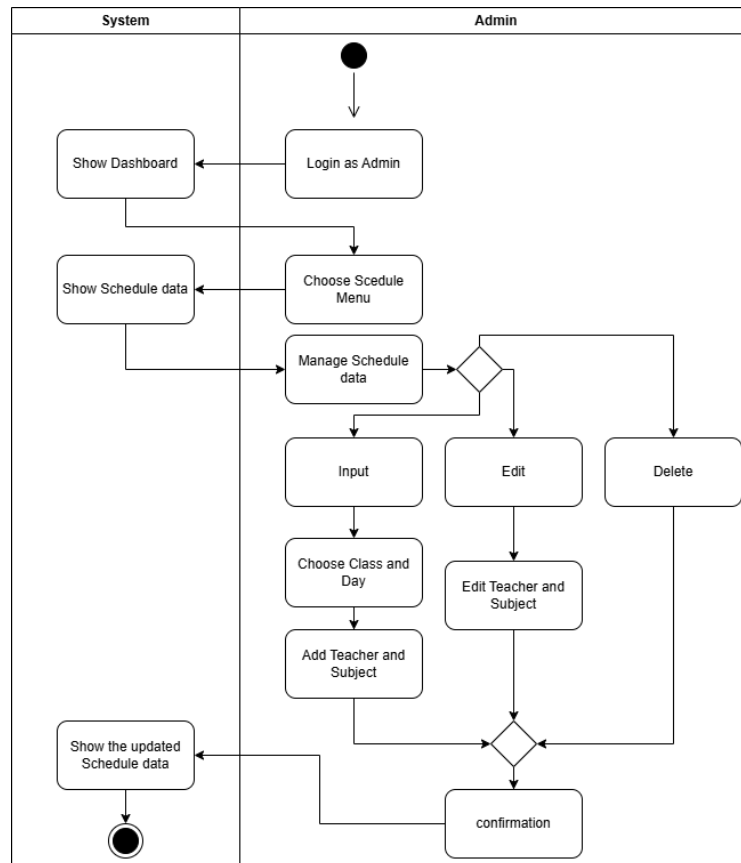 System
Admin
Show Dashboard
Login as Admin
Show Schedule data
Choose Scedule
Menu
Manage Schedule
data
Input
Edit
Delete
Choose Class and
Day
Edit Teacher and
Subject
Add Teacher and
Subject
Show the updated
Schedule data
confirmation